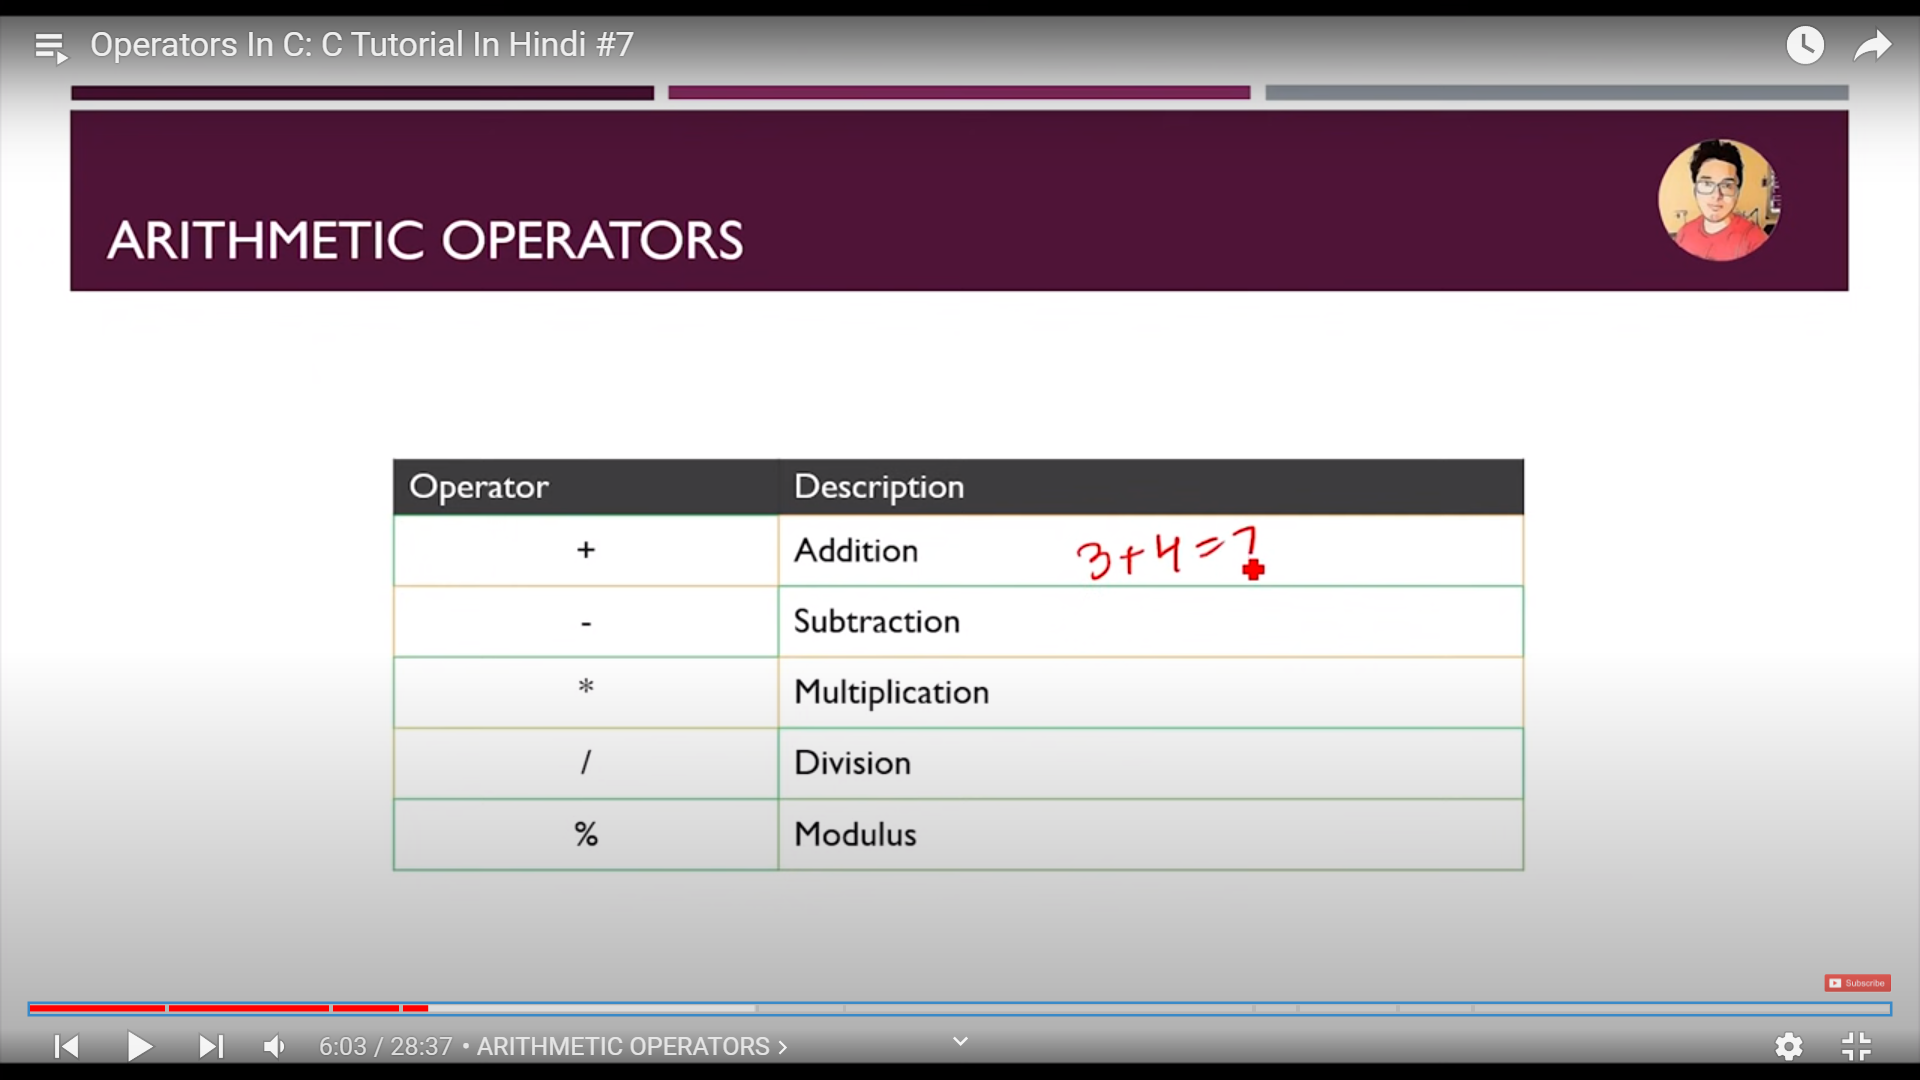 Operators In C: C Tutorial In Hindi #7
ARITHMETIC OPERATORS
Operator Description
+ Addition 3+4=7
- Subtraction
* Multiplication
/ Division
% Modulus
Subscribe
6:03 / 28:37 • ARITHMETIC OPERATORS >